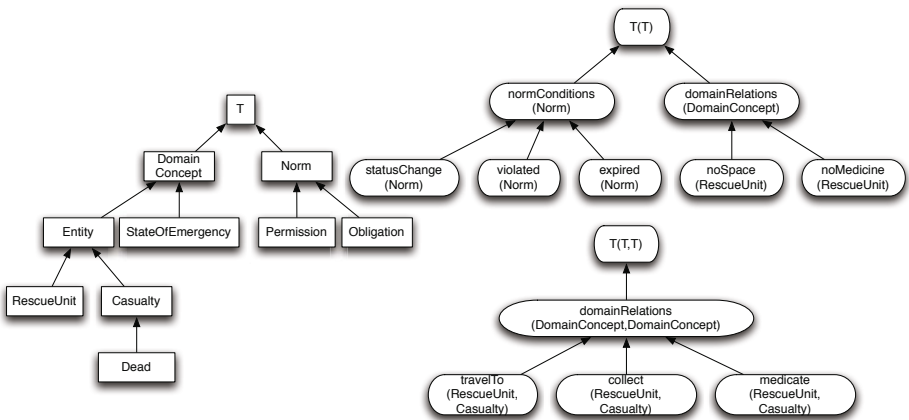 T
Domain
Concept
Norm
Entity
StateOfEmergency
Permission
Obligation
RescueUnit
Casualty
Dead
T(T)
normConditions
(Norm)
domainRelations
(DomainConcept)
statusChange
(Norm)
violated
(Norm)
expired
(Norm)
noSpace
(RescueUnit)
noMedicine
(RescueUnit)
T(T,T)
domainRelations
(DomainConcept,DomainConcept)
travelTo
(RescueUnit,
Casualty)
collect
(RescueUnit,
Casualty)
medicate
(RescueUnit,
Casualty)